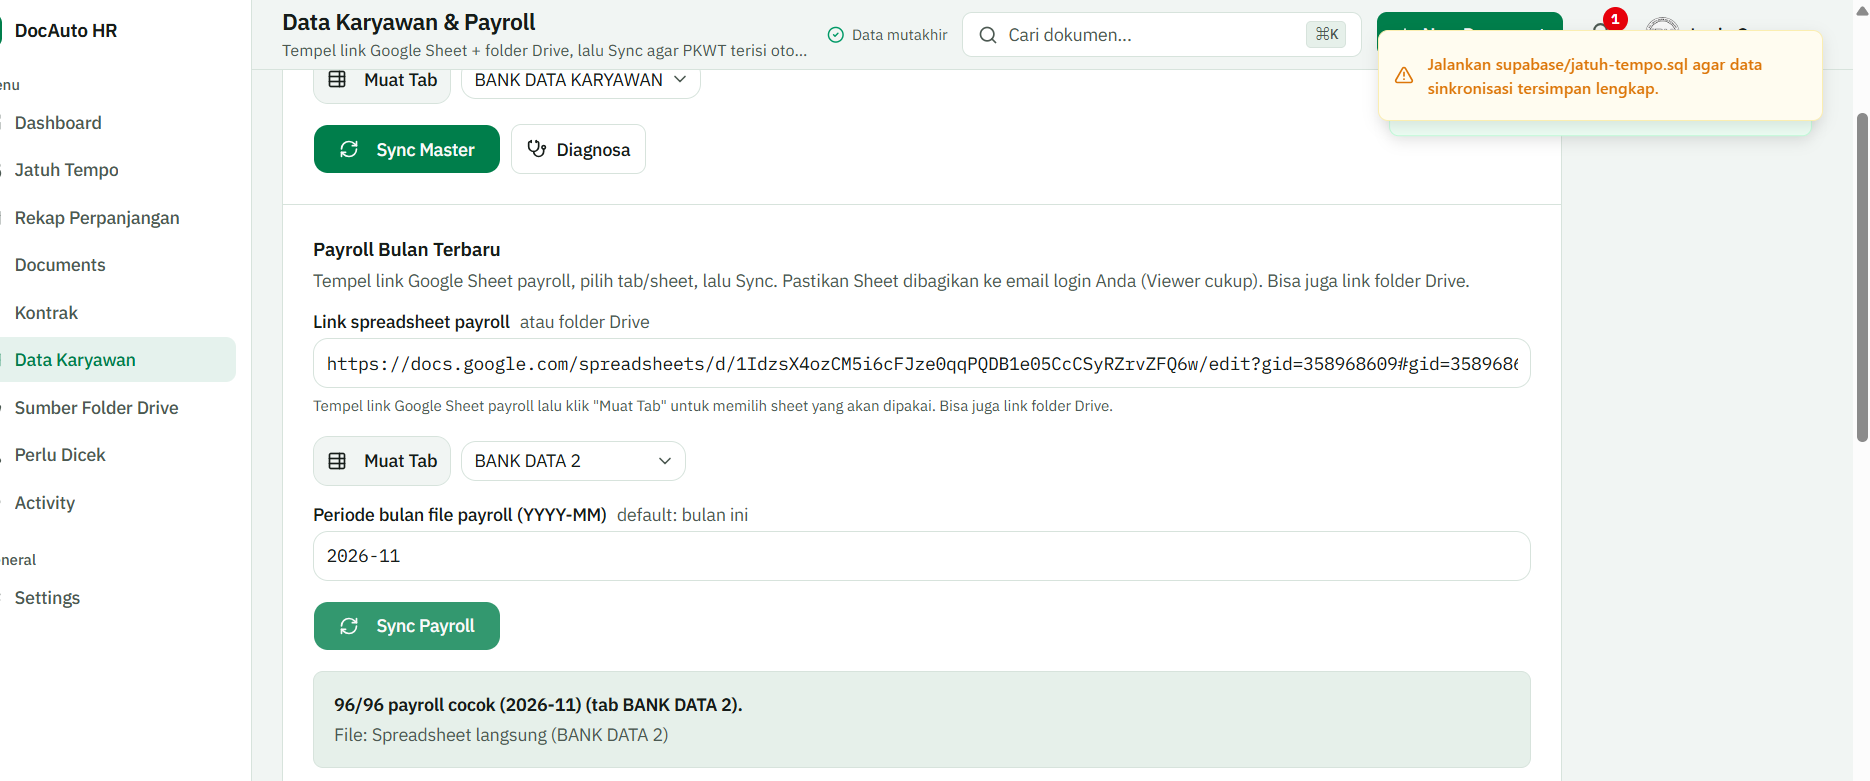 DocAuto HR
Data Karyawan & Payroll
Tempel link Google Sheet + folder Drive, lalu Sync agar PKWT terisi oto...
Data mutakhir
Cari dokumen...
⌘K
1
Jalankan supabase/jatuh-tempo.sql agar data
sinkronisasi tersimpan lengkap.
enu
Dashboard
Jatuh Tempo
Rekap Perpanjangan
Documents
Kontrak
Data Karyawan
Sumber Folder Drive
Perlu Dicek
Activity
neral
Settings
Muat Tab
BANK DATA KARYAWAN
Sync Master
Diagnosa
Payroll Bulan Terbaru
Tempel link Google Sheet payroll, pilih tab/sheet, lalu Sync. Pastikan Sheet dibagikan ke email login Anda (Viewer cukup). Bisa juga link folder Drive.
Link spreadsheet payroll atau folder Drive
https://docs.google.com/spreadsheets/d/1IdzsX4ozCM5i6cFJze0qqPQDB1e05CcCSyRZrvZFQ6w/edit?gid=358968609#gid=3589686
Tempel link Google Sheet payroll lalu klik "Muat Tab" untuk memilih sheet yang akan dipakai. Bisa juga link folder Drive.
Muat Tab
BANK DATA 2
Periode bulan file payroll (YYYY-MM) default: bulan ini
2026-11
Sync Payroll
96/96 payroll cocok (2026-11) (tab BANK DATA 2).
File: Spreadsheet langsung (BANK DATA 2)